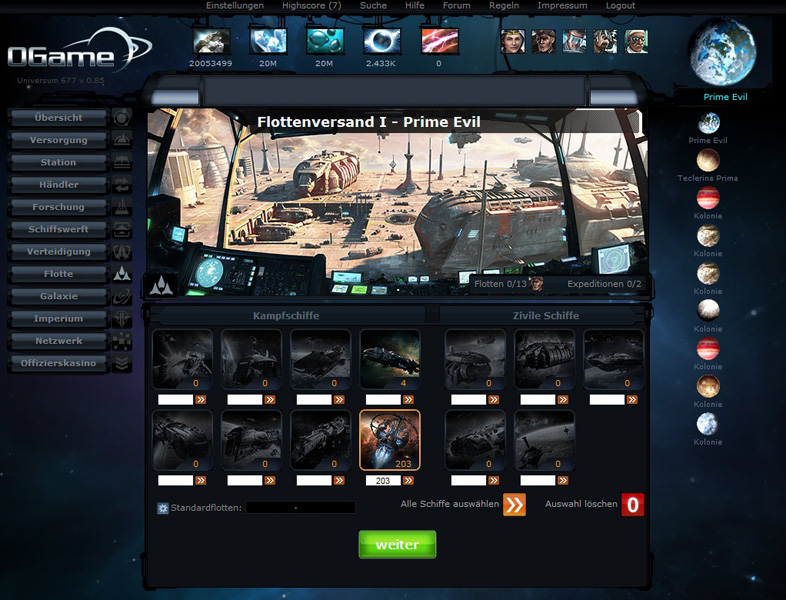 Einstellungen Highscore (7) Suche Hilfe Forum Regeln Impressum Logout
OGame
Universum 677 v 0.85
20053499 20M 20M 2.433K 0
Prime Evil
Übersicht
Versorgung
Station
Händler
Forschung
Schiffswerft
Verteidigung
Flotte
Galaxie
Imperium
Netzwerk
Offizierskasino
Flottenversand I - Prime Evil
Flotten 0/13 Expeditionen 0/2
Kampfschiffe Zivile Schiffe
0 0 0 4 0 0 0
0 0 0 203 0 0
203
Standardflotten: -
Alle Schiffe auswählen
Auswahl löschen 0
weiter
Prime Evil
Teclerina Prima
Kolonie
Kolonie
Kolonie
Kolonie
Kolonie
Kolonie
Kolonie